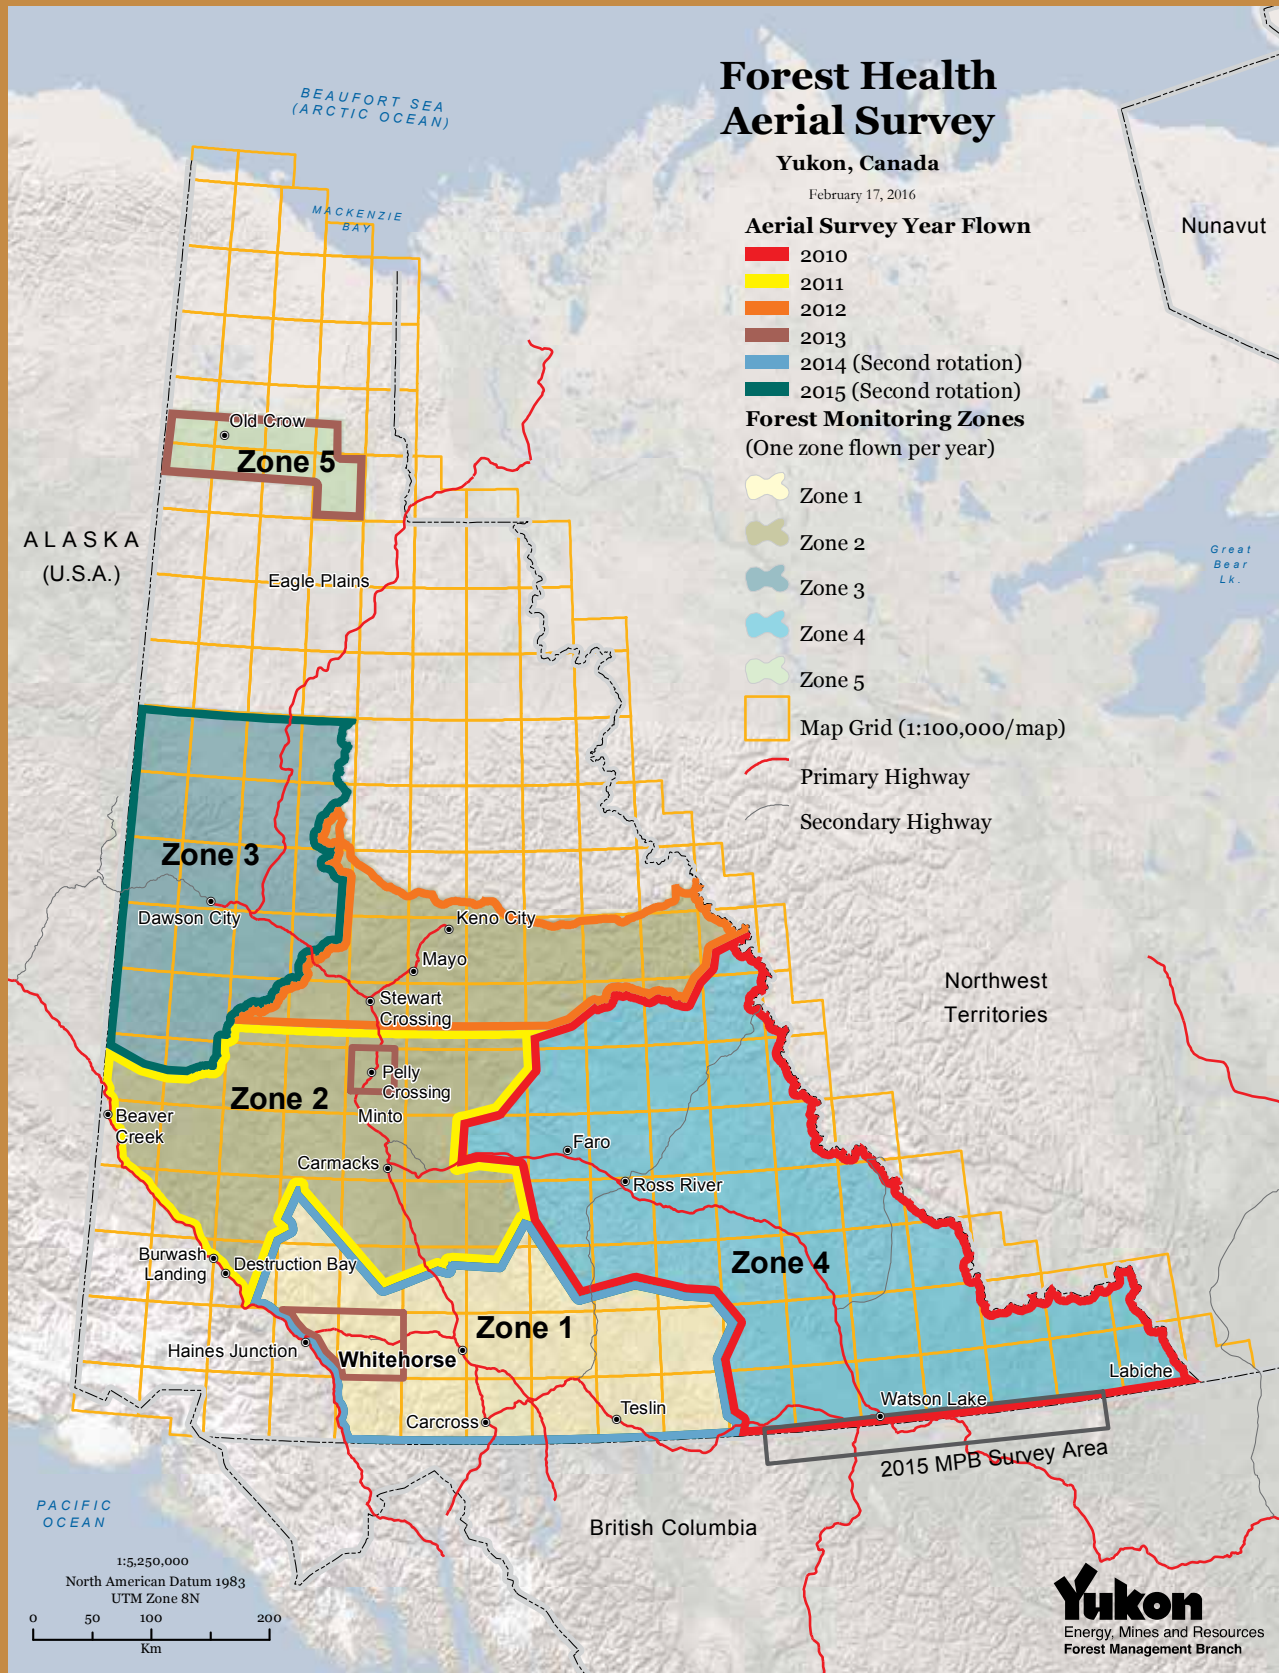 Forest Health
Aerial Survey
Yukon, Canada
February 17, 2016
Aerial Survey Year Flown
2010
2011
2012
2013
2014 (Second rotation)
2015 (Second rotation)
Forest Monitoring Zones
(One zone flown per year)
Zone 1
Zone 2
Zone 3
Zone 4
Zone 5
Map Grid (1:100,000/map)
Primary Highway
Secondary Highway
BEAUFORT SEA
(ARCTIC OCEAN)
MACKENZIE
BAY
Nunavut
Old Crow
Zone 5
ALASKA
(U.S.A.)
Eagle Plains
Great
Bear
Lk.
Zone 3
Dawson City
Keno City
Mayo
Stewart
Crossing
Northwest
Territories
Pelly
Crossing
Zone 2
Minto
Beaver
Creek
Carmacks
Faro
Ross River
Burwash
Landing
Destruction Bay
Zone 4
Zone 1
Haines Junction
Whitehorse
Labiche
Watson Lake
Teslin
Carcross
2015 MPB Survey Area
PACIFIC
OCEAN
British Columbia
1:5,250,000
North American Datum 1983
UTM Zone 8N
0 50 100 200
Km
Yukon
Energy, Mines and Resources
Forest Management Branch